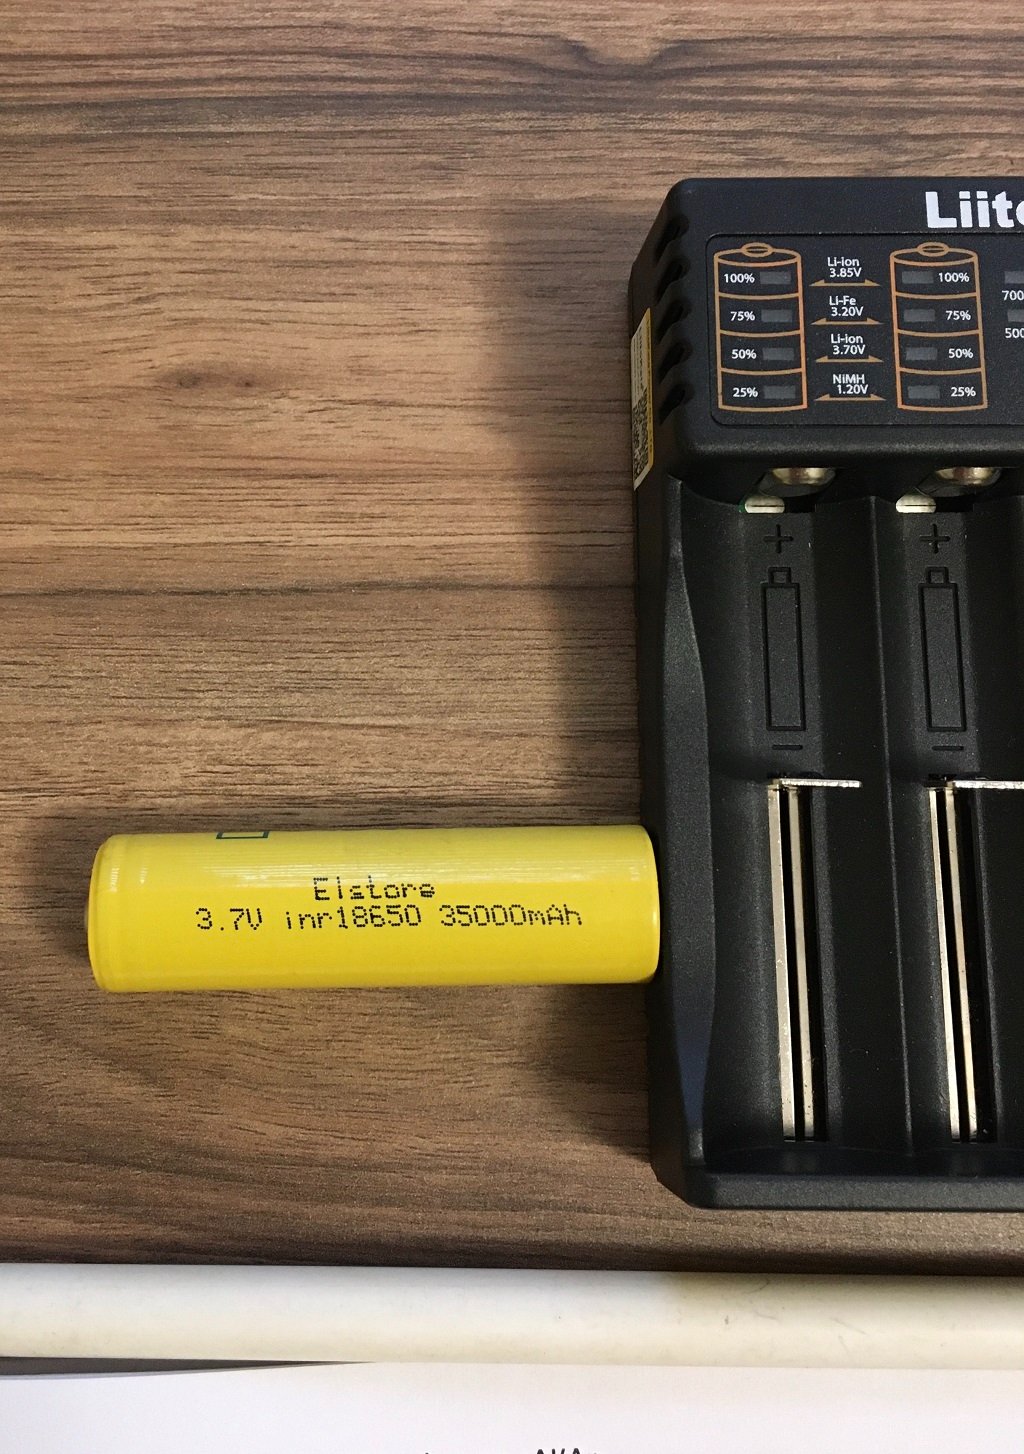 Liito
100%
75%
50%
25%
Li-ion
3.85V
Li-Fe
3.20V
Li-ion
3.70V
NiMH
1.20V
100%
75%
50%
25%
700
500
+
+
−
−
Elstore
3.7V inr18650 35000mAh